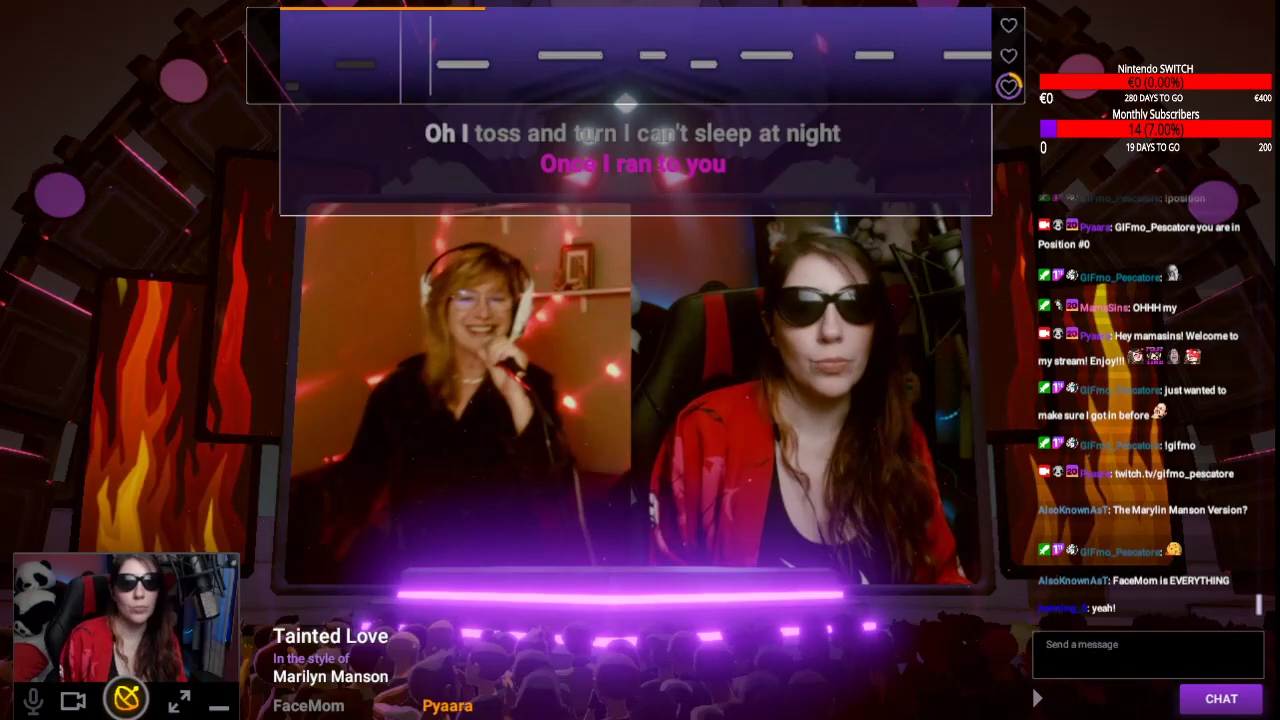 Oh I toss and turn I can't sleep at night
Once I ran to you
Nintendo SWITCH
€0 (0.00%)
€0 280 DAYS TO GO €400
Monthly Subscribers
14 (7.00%)
0 19 DAYS TO GO 200
GIFmo_Pescatore: !position
Pyaara: GIFmo_Pescatore you are in
Position #0
GIFmo_Pescatore:
MamaSins: OHHH my
Pyaara: Hey mamasins! Welcome to
my stream! Enjoy!!!
GIFmo_Pescatore: just wanted to
make sure I got in before
GIFmo_Pescatore: !gifmo
Pyaara: twitch.tv/gifmo_pescatore
AlsoKnownAsT: The Marylin Manson Version?
GIFmo_Pescatore:
AlsoKnownAsT: FaceMom is EVERYTHING
yeah!
Send a message
CHAT
Tainted Love
In the style of
Marilyn Manson
FaceMom Pyaara